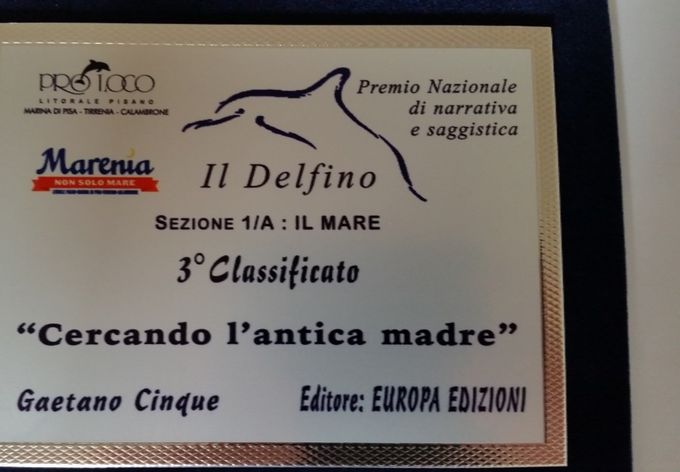 PRO LOCO
LITORALE PISANO
MARINA DI PISA - TIRRENIA - CALAMBRONE
Premio Nazionale
di narrativa
e saggistica
Marenia
NON SOLO MARE
Il Delfino
SEZIONE 1/A : IL MARE
3° Classificato
“Cercando l’antica madre”
Gaetano Cinque
Editore: EUROPA EDIZIONI